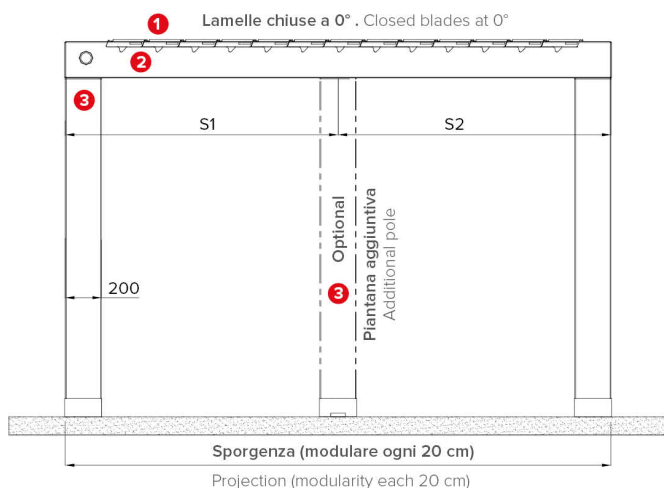 1
Lamelle chiuse a 0° . Closed blades at 0°
2
3
S1
S2
Optional
Piantana aggiuntiva
Additional pole
200
3
Sporgenza (modulare ogni 20 cm)
Projection (modularity each 20 cm)